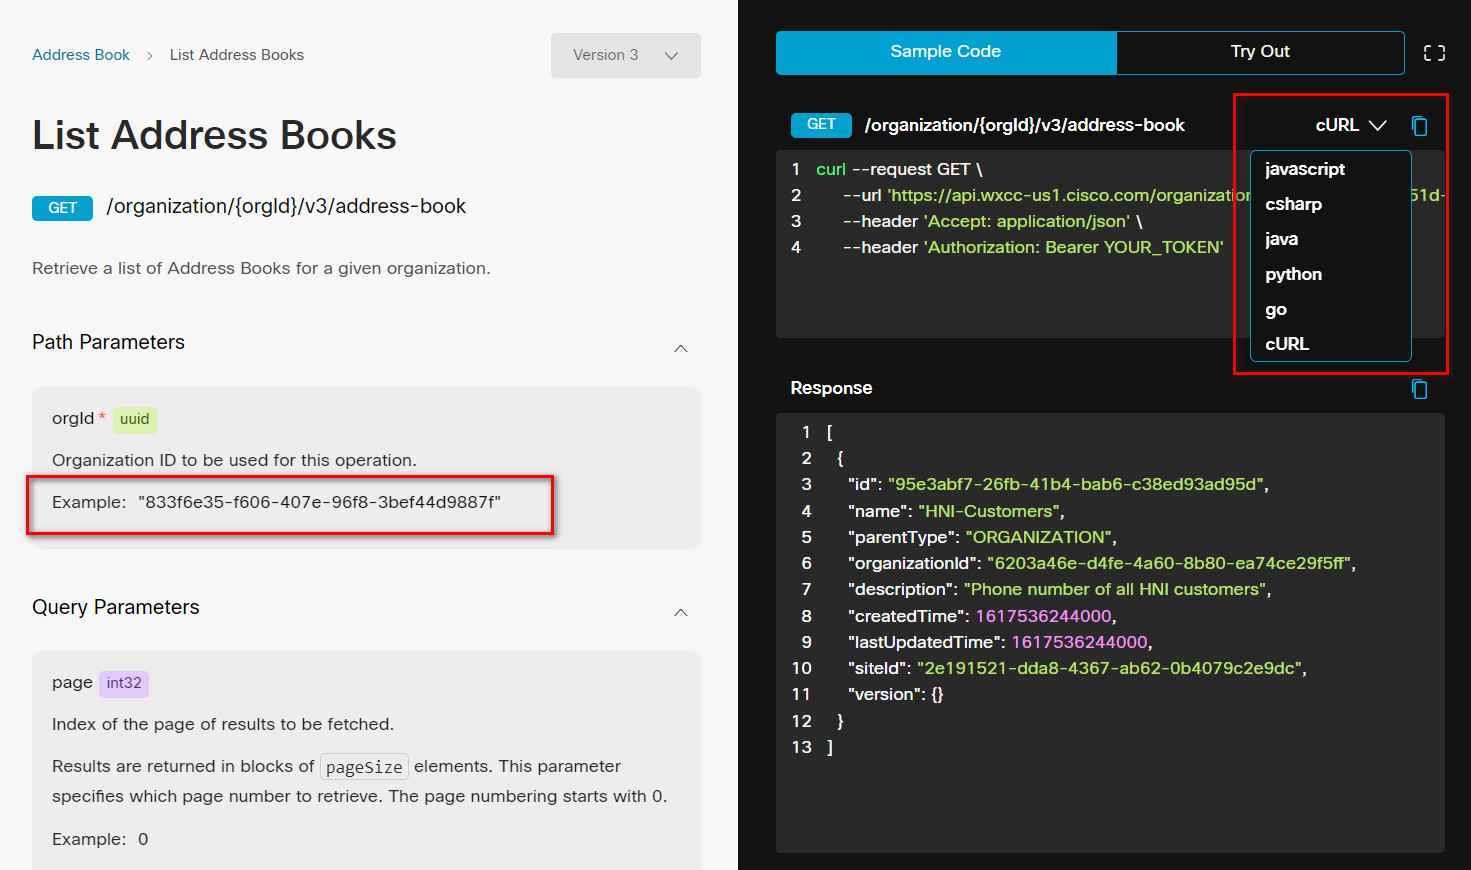 Address Book > List Address Books
Version 3
List Address Books
GET /organization/{orgId}/v3/address-book
Retrieve a list of Address Books for a given organization.
Path Parameters
orgId * uuid
Organization ID to be used for this operation.
Example: "833f6e35-f606-407e-96f8-3bef44d9887f"
Query Parameters
page int32
Index of the page of results to be fetched.
Results are returned in blocks of pageSize elements. This parameter
specifies which page number to retrieve. The page numbering starts with 0.
Example: 0
Sample Code
Try Out
GET /organization/{orgId}/v3/address-book
cURL
1 curl --request GET \
2 --url 'https://api.wxcc-us1.cisco.com/organization 51d-
3 --header 'Accept: application/json' \
4 --header 'Authorization: Bearer YOUR_TOKEN'
javascript
csharp
java
python
go
cURL
Response
1 [
2 {
3 "id": "95e3abf7-26fb-41b4-bab6-c38ed93ad95d",
4 "name": "HNI-Customers",
5 "parentType": "ORGANIZATION",
6 "organizationId": "6203a46e-d4fe-4a60-8b80-ea74ce29f5ff",
7 "description": "Phone number of all HNI customers",
8 "createdTime": 1617536244000,
9 "lastUpdatedTime": 1617536244000,
10 "siteId": "2e191521-dda8-4367-ab62-0b4079c2e9dc",
11 "version": {}
12 }
13 ]